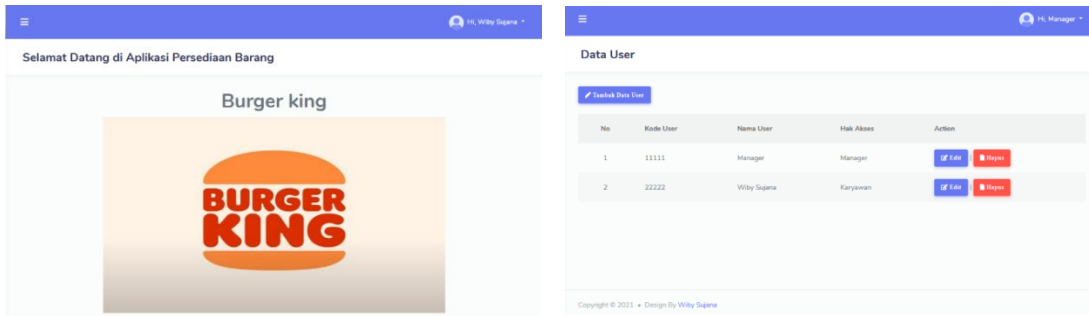 Hi, Wiby Sujana
Selamat Datang di Aplikasi Persediaan Barang
Burger king
BURGER
KING
Hi, Manager
Data User
Tambah Data User
No Kode User Nama User Hak Akses Action
1 11111 Manager Manager Edit | Hapus
2 22222 Wiby Sujana Karyawan Edit | Hapus
Copyright © 2021 • Design By Wiby Sujana